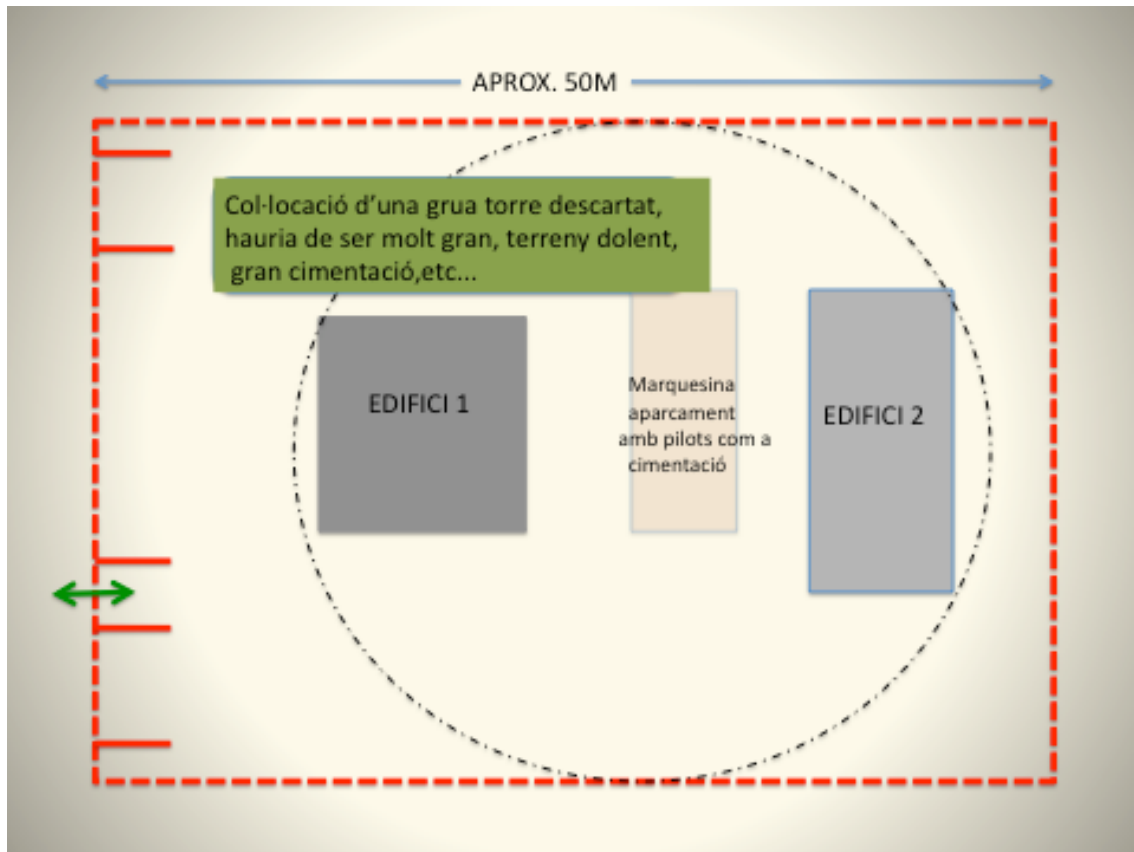 APROX. 50M
Col·locació d'una grua torre descartat,
hauria de ser molt gran, terreny dolent,
gran cimentació,etc...
EDIFICI 1
Marquesina
aparcament
amb pilots com a
cimentació
EDIFICI 2